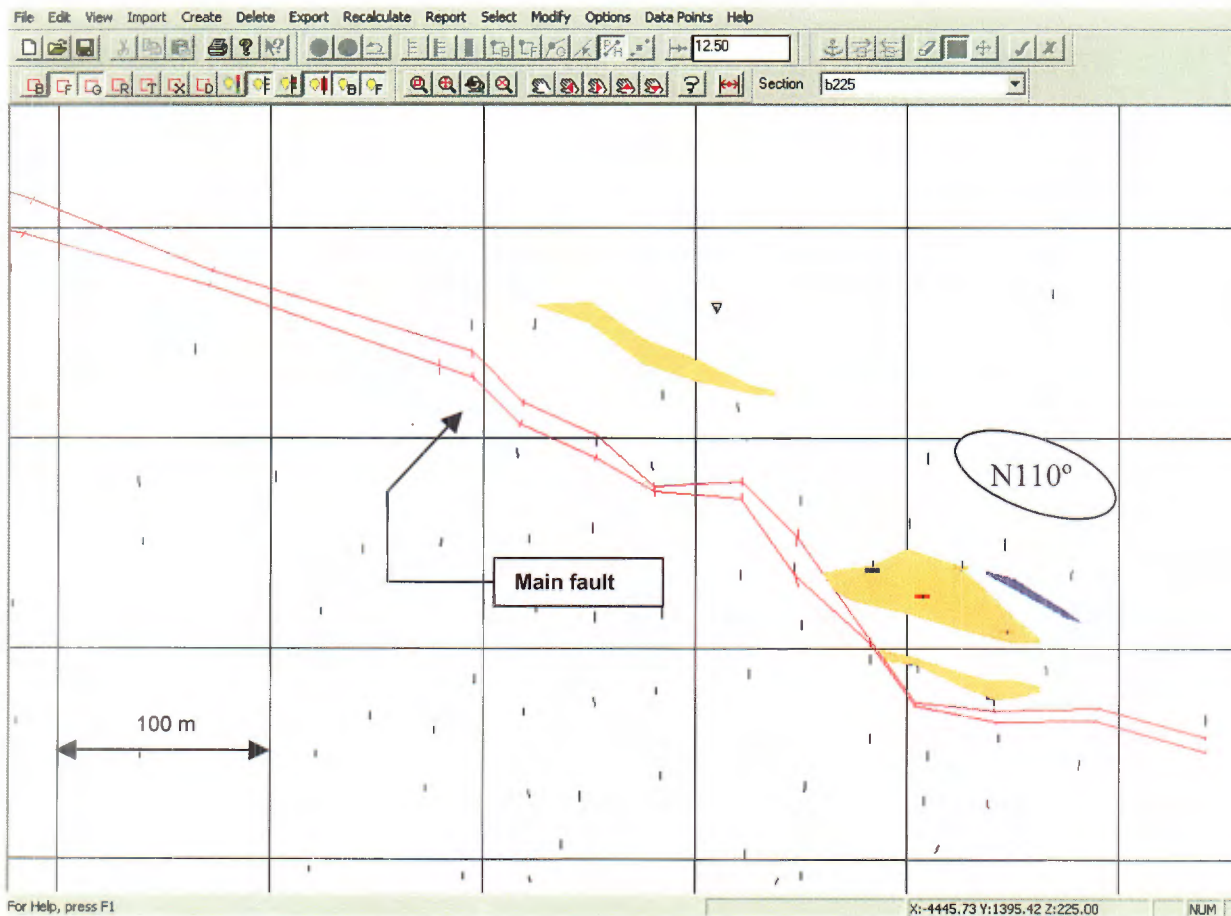 File Edit View Import Create Delete Export Recalculate Report Select Modify Options Data Points Help
12.50
Section b225
N110º
Main fault
100 m
For Help, press F1
X:-4445.73 Y:1395.42 Z:225.00 NUM